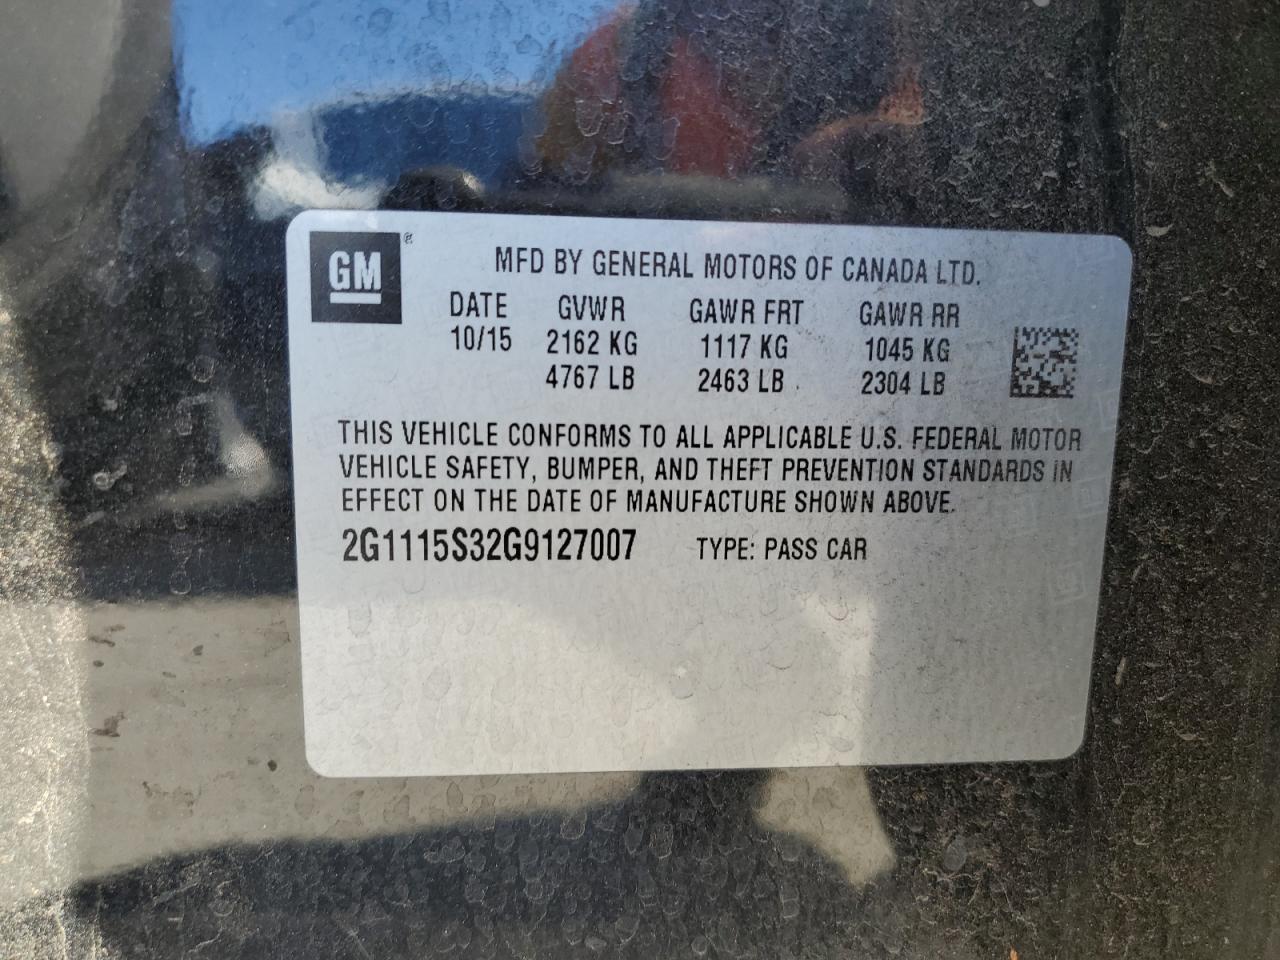 GM ®
MFD BY GENERAL MOTORS OF CANADA LTD.
DATE GVWR GAWR FRT GAWR RR
10/15 2162 KG 1117 KG 1045 KG
4767 LB 2463 LB 2304 LB
THIS VEHICLE CONFORMS TO ALL APPLICABLE U.S. FEDERAL MOTOR
VEHICLE SAFETY, BUMPER, AND THEFT PREVENTION STANDARDS IN
EFFECT ON THE DATE OF MANUFACTURE SHOWN ABOVE.
2G1115S32G9127007 TYPE: PASS CAR